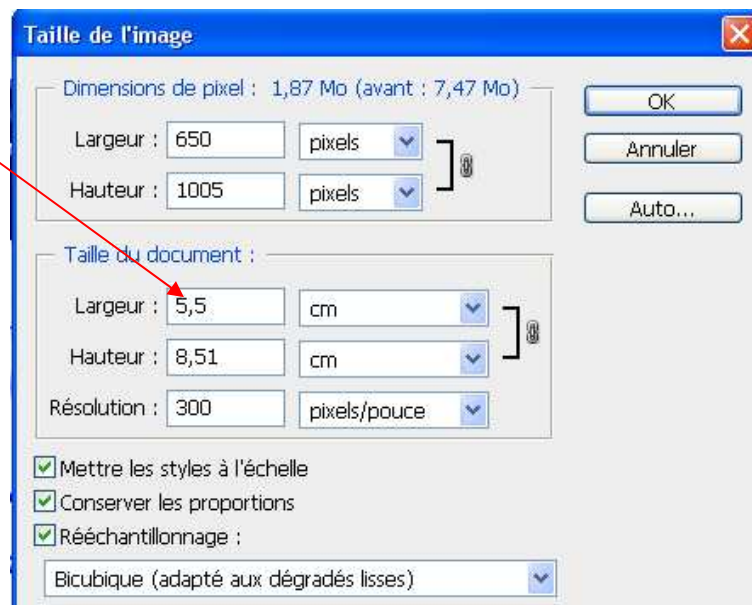 Taille de l'image
Dimensions de pixel : 1,87 Mo (avant : 7,47 Mo)
OK
Largeur : 650 pixels
Annuler
Hauteur : 1005 pixels
Auto...
Taille du document :
Largeur : 5,5 cm
Hauteur : 8,51 cm
Résolution : 300 pixels/pouce
Mettre les styles à l'échelle
Conserver les proportions
Rééchantillonnage :
Bicubique (adapté aux dégradés lisses)